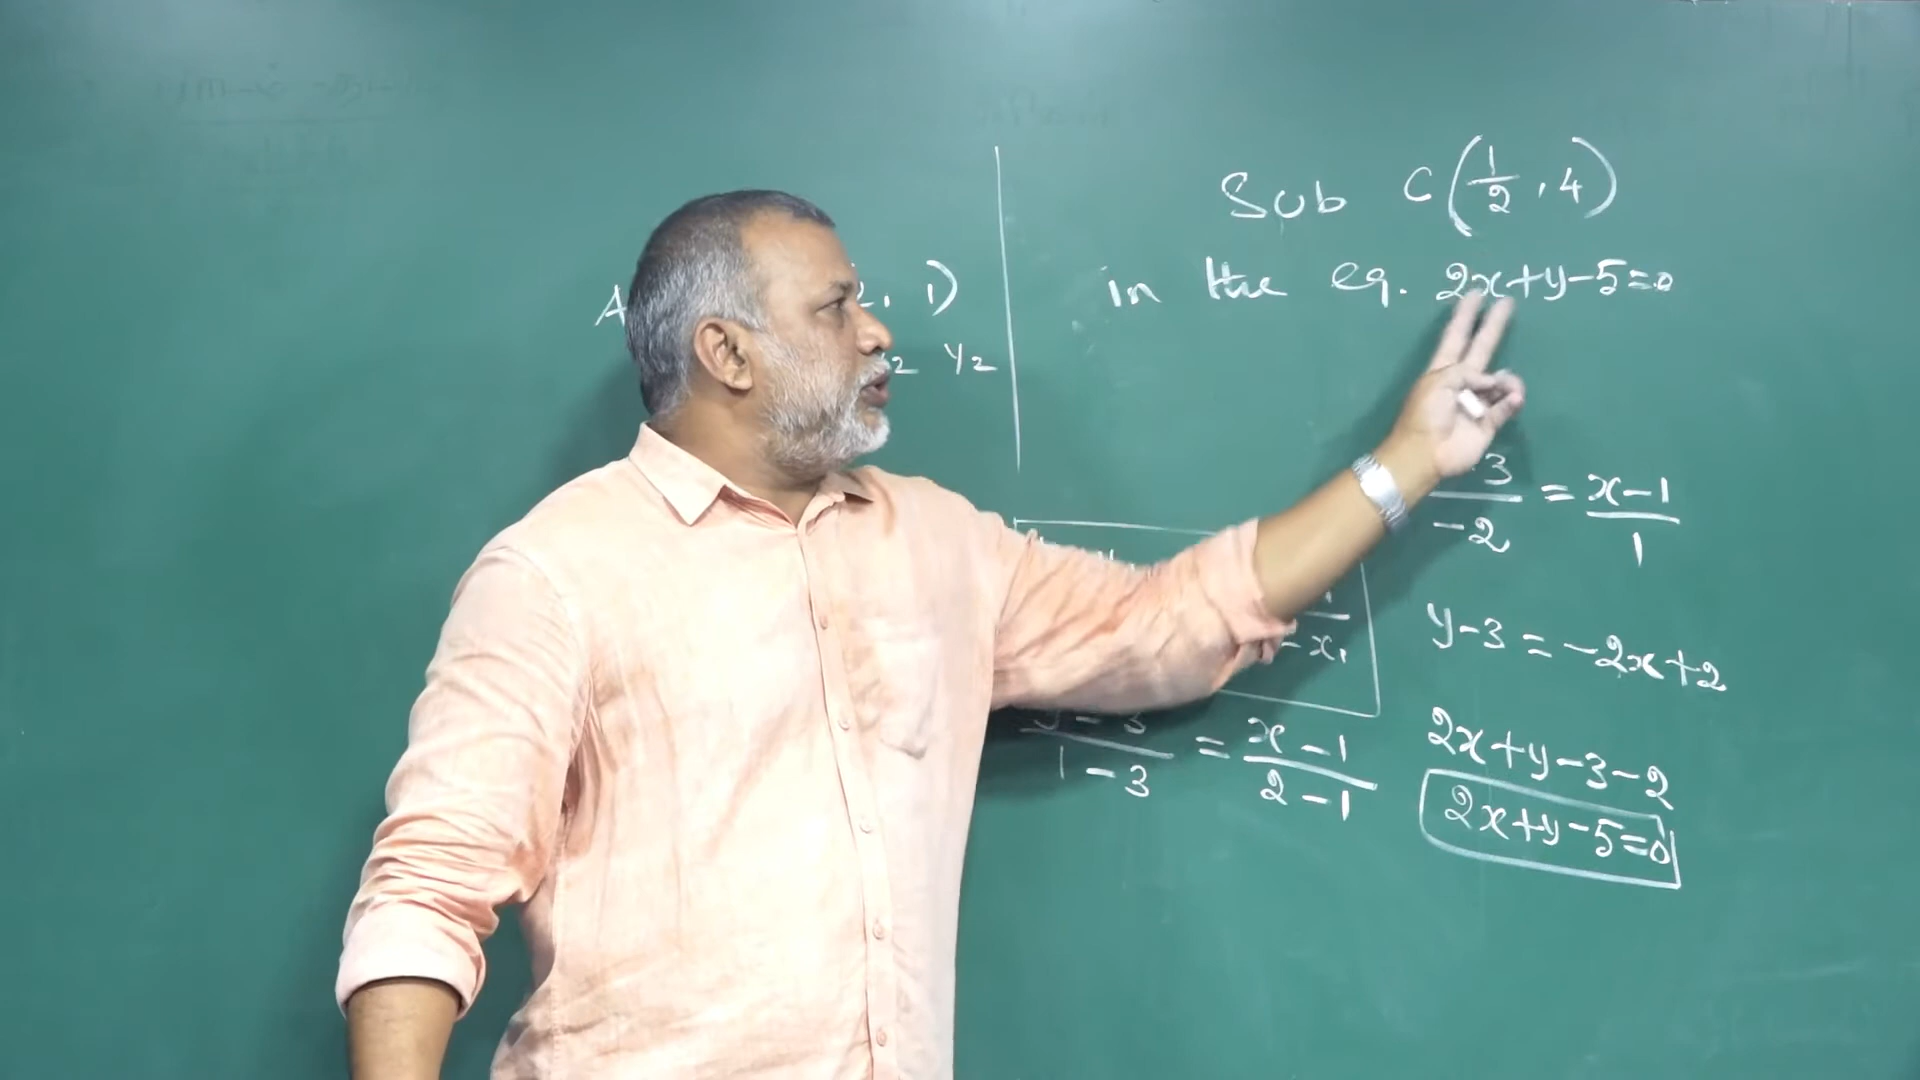 A 2, 1)
2 y2
Sub C(1/2, 4)
in the eq. 2x+y-5=0
3/-2 = x-1/1
-x1
y-3 = -2x+2
y-3/1-3 = x-1/2-1
2x+y-3-2
2x+y-5=0